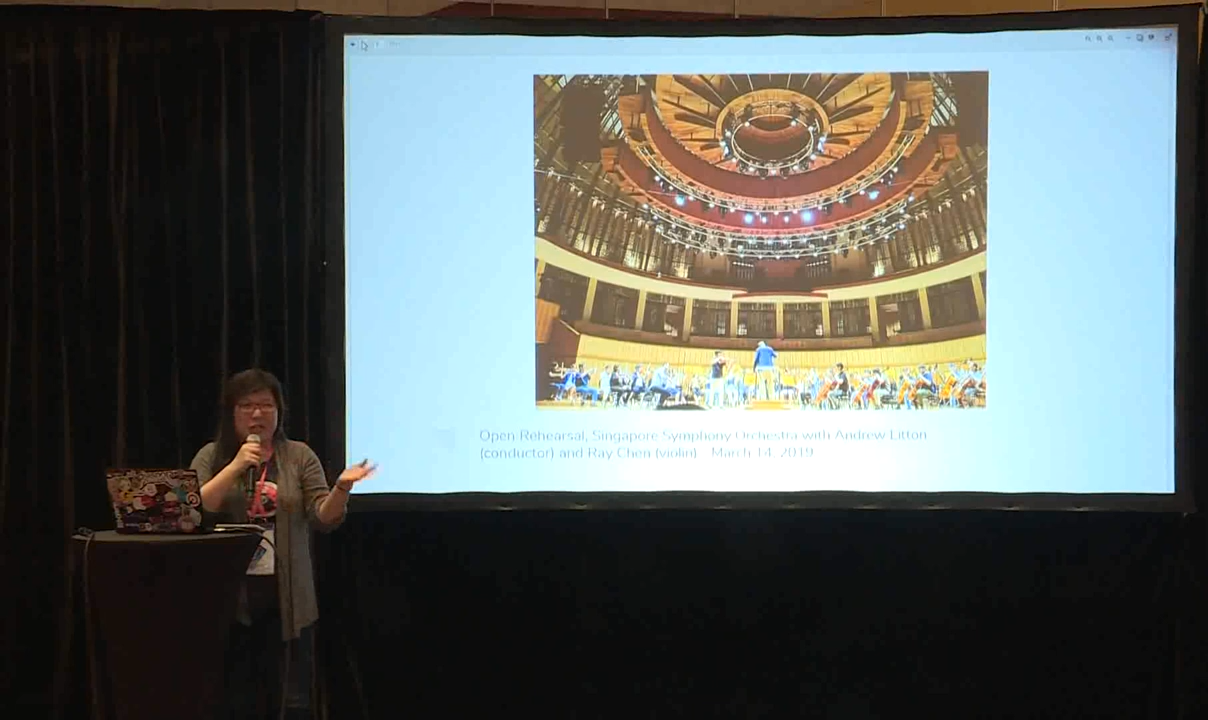 Open Rehearsal, Singapore Symphony Orchestra with Andrew Litton
(conductor) and Ray Chen (violin) - March 14, 2019